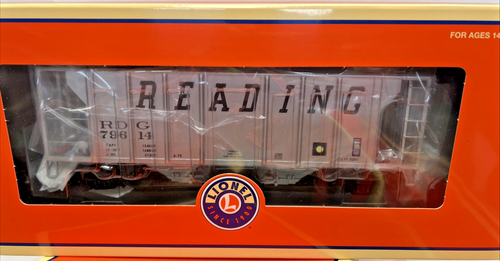 FOR AGES 14
READING
RDG
79614
LIONEL
L
SINCE 1900